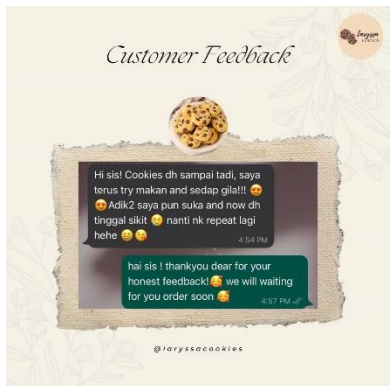 laryssa
COOKIES
Customer Feedback
Hi sis! Cookies dh sampai tadi, saya
terus try makan and sedap gila!!! 😍
😍Adik2 saya pun suka and now dh
tinggal sikit 😢 nanti nk repeat lagi
hehe 😄😘
4:54 PM
hai sis ! thankyou dear for your
honest feedback!🥰 we will waiting
for you order soon 🥰
4:57 PM
@laryssacookies